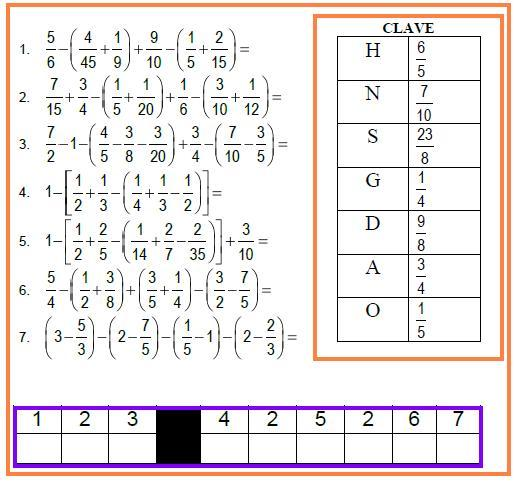 1. 5/6 − (4/45 + 1/9) + 9/10 − (1/5 + 2/15) =
2. 7/15 + 3/4 − (1/5 + 1/20) + 1/6 − (3/10 + 1/12) =
3. 7/2 − 1 − (4/5 − 3/8 − 3/20) + 3/4 − (7/10 − 3/5) =
4. 1 − [1/2 + 1/3 − (1/4 + 1/3 − 1/2)] =
5. 1 − [1/2 + 2/5 − (1/14 + 2/7 − 2/35)] + 3/10 =
6. 5/4 − (1/2 + 3/8) + (3/5 + 1/4) − (3/2 − 7/5) =
7. (3 − 5/3) − (2 − 7/5) − (1/5 − 1) − (2 − 2/3) =
CLAVE
H 6/5
N 7/10
S 23/8
G 1/4
D 9/8
A 3/4
O 1/5
1 2 3 4 2 5 2 6 7